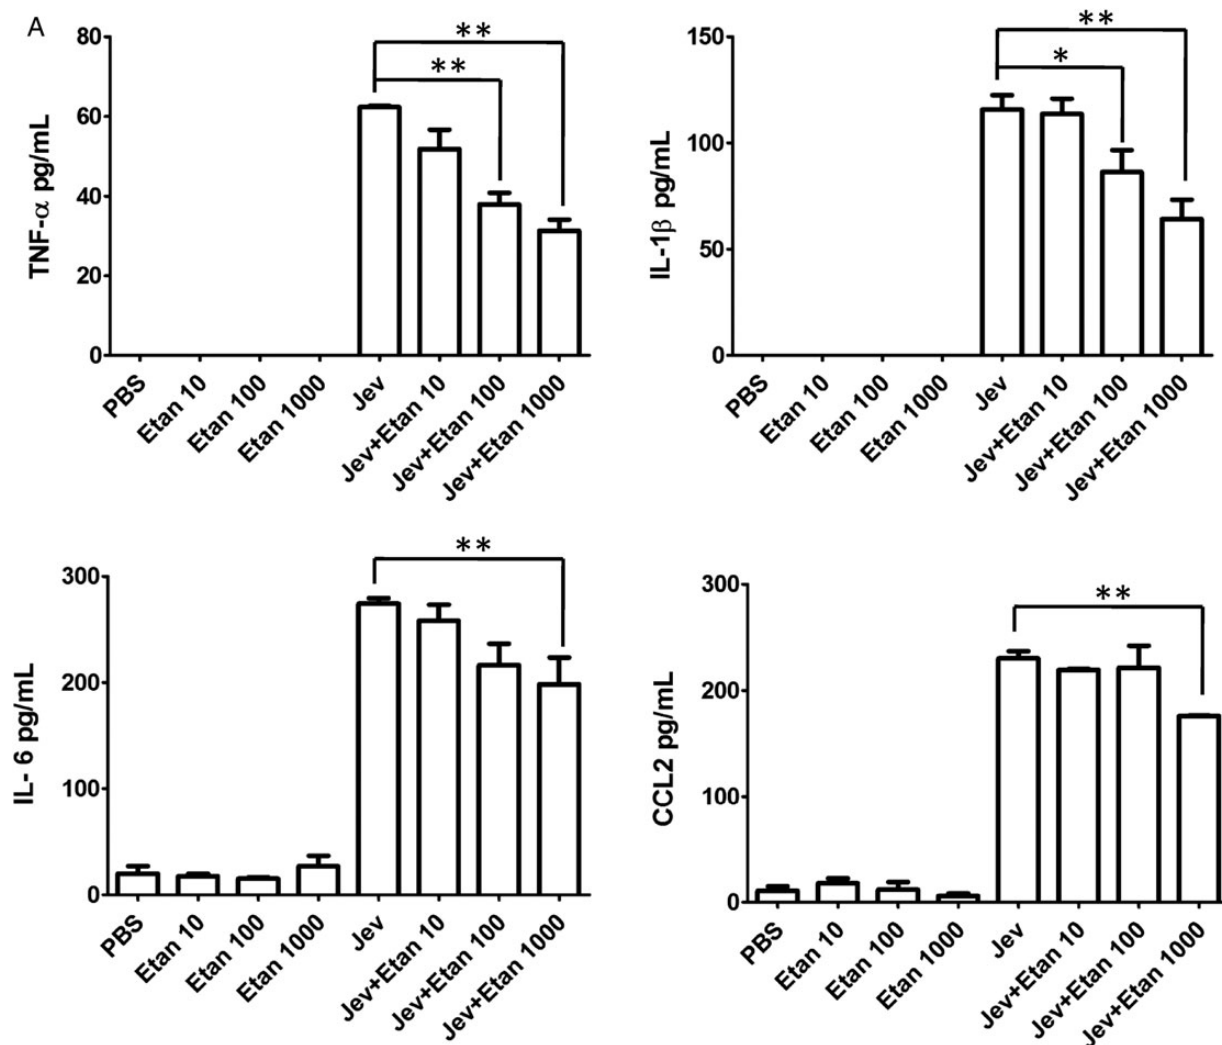 A
TNF-α pg/mL
80
60
40
20
0
**
**
PBS
Etan 10
Etan 100
Etan 1000
Jev
Jev+Etan 10
Jev+Etan 100
Jev+Etan 1000
IL-1β pg/mL
150
100
50
0
**
*
PBS
Etan 10
Etan 100
Etan 1000
Jev
Jev+Etan 10
Jev+Etan 100
Jev+Etan 1000
IL- 6 pg/mL
300
200
100
0
**
PBS
Etan 10
Etan 100
Etan 1000
Jev
Jev+Etan 10
Jev+Etan 100
Jev+Etan 1000
CCL2 pg/mL
300
200
100
0
**
PBS
Etan 10
Etan 100
Etan 1000
Jev
Jev+Etan 10
Jev+Etan 100
Jev+Etan 1000